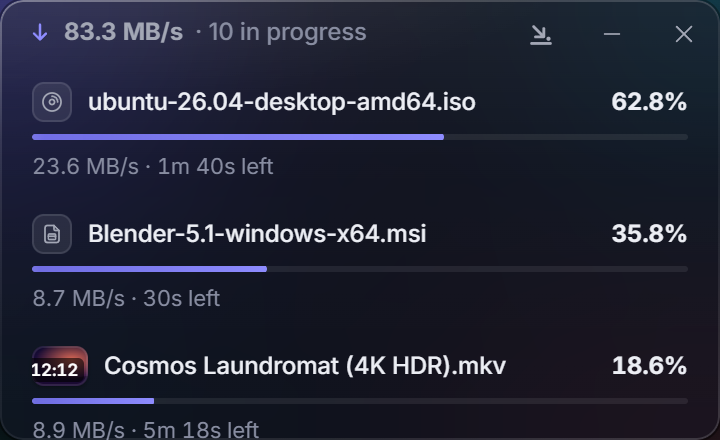 83.3 MB/s · 10 in progress
ubuntu-26.04-desktop-amd64.iso 62.8%
23.6 MB/s · 1m 40s left
Blender-5.1-windows-x64.msi 35.8%
8.7 MB/s · 30s left
12:12 Cosmos Laundromat (4K HDR).mkv 18.6%
8.9 MB/s · 5m 18s left